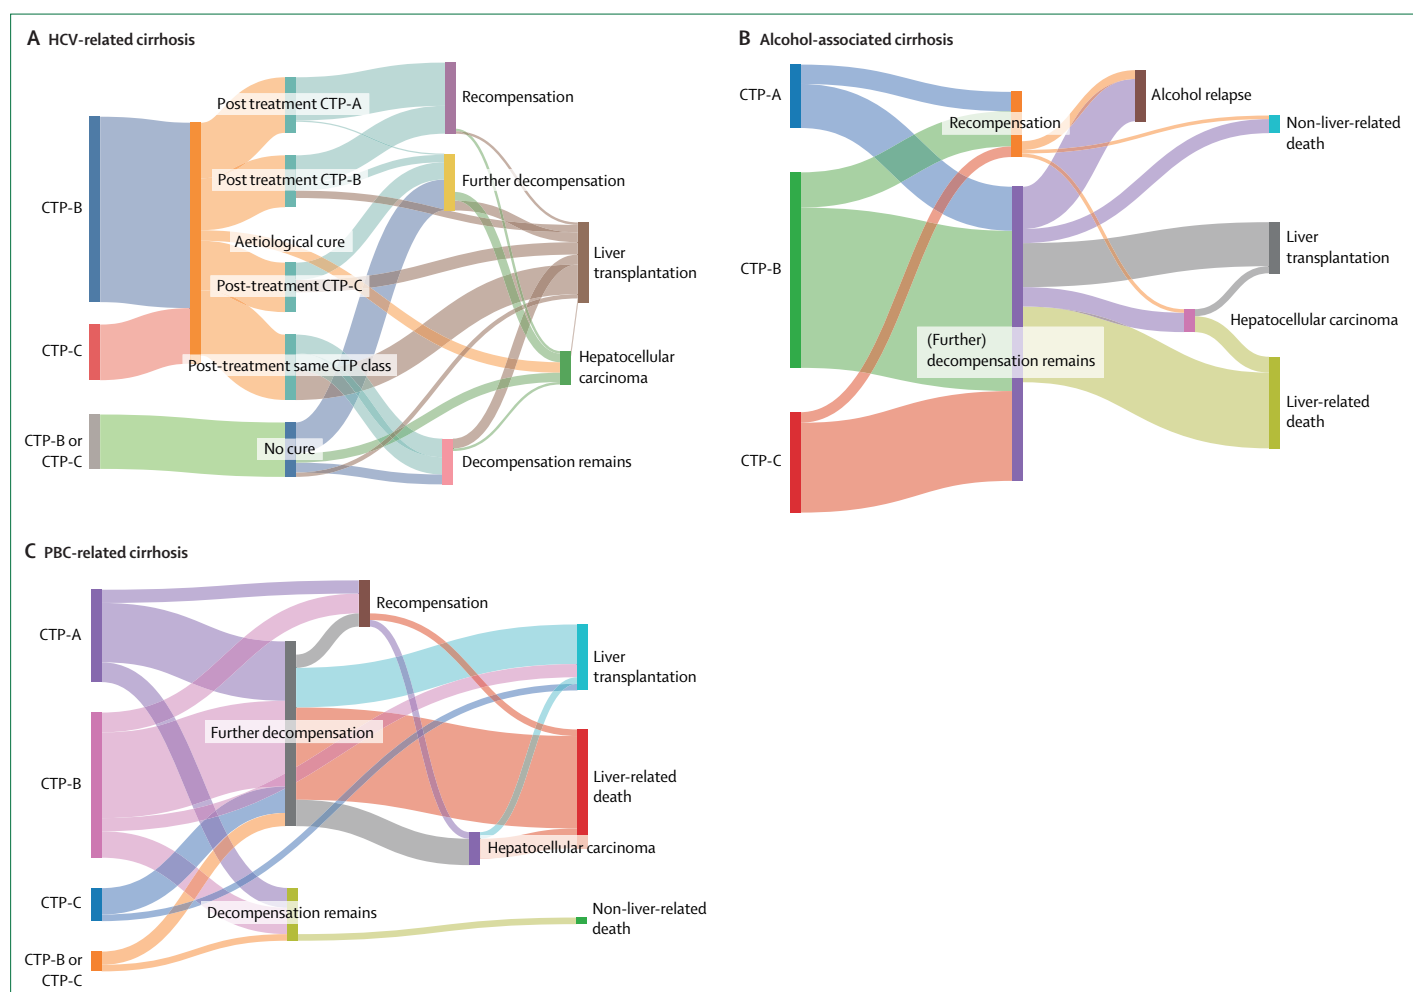 A HCV-related cirrhosis
CTP-B
CTP-C
CTP-B or
CTP-C
Post treatment CTP-A
Post treatment CTP-B
Aetiological cure
Post-treatment CTP-C
Post-treatment same CTP class
No cure
Recompensation
Further decompensation
Liver
transplantation
Hepatocellular
carcinoma
Decompensation remains
B Alcohol-associated cirrhosis
CTP-A
CTP-B
CTP-C
Recompensation
(Further)
decompensation remains
Alcohol relapse
Non-liver-related
death
Liver
transplantation
Hepatocellular carcinoma
Liver-related
death
C PBC-related cirrhosis
CTP-A
CTP-B
CTP-C
CTP-B or
CTP-C
Recompensation
Further decompensation
Decompensation remains
Liver
transplantation
Liver-related
death
Hepatocellular carcinoma
Non-liver-related
death